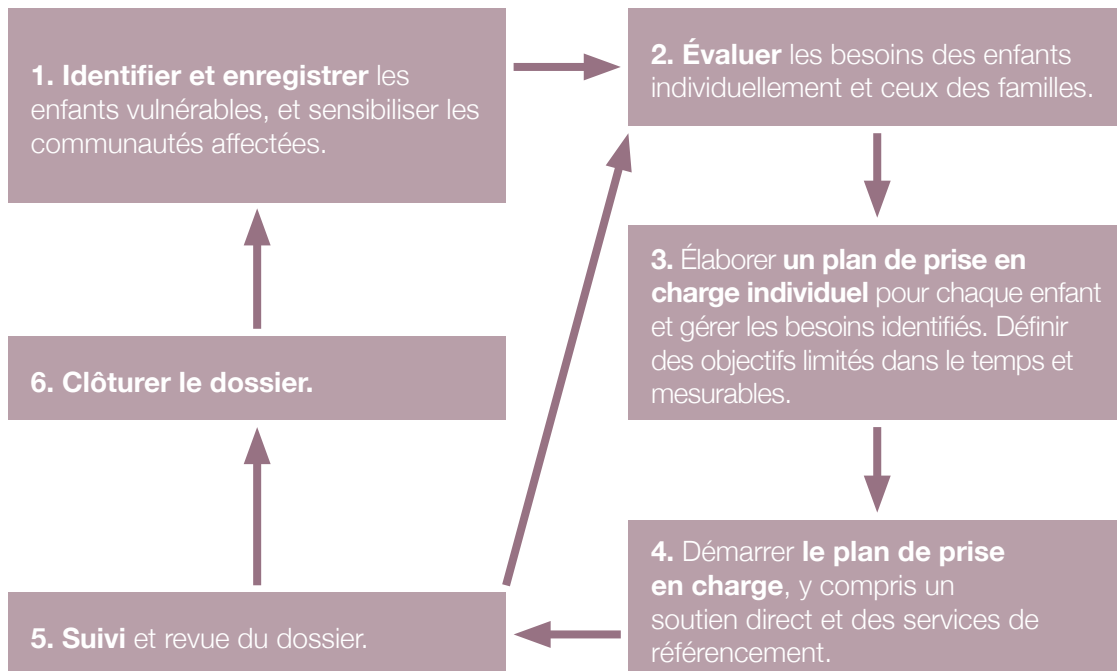 1. Identifier et enregistrer les
enfants vulnérables, et sensibiliser les
communautés affectées.
2. Évaluer les besoins des enfants
individuellement et ceux des familles.
3. Élaborer un plan de prise en
charge individuel pour chaque enfant
et gérer les besoins identifiés. Définir
des objectifs limités dans le temps et
mesurables.
4. Démarrer le plan de prise
en charge, y compris un
soutien direct et des services de
référencement.
5. Suivi et revue du dossier.
6. Clôturer le dossier.